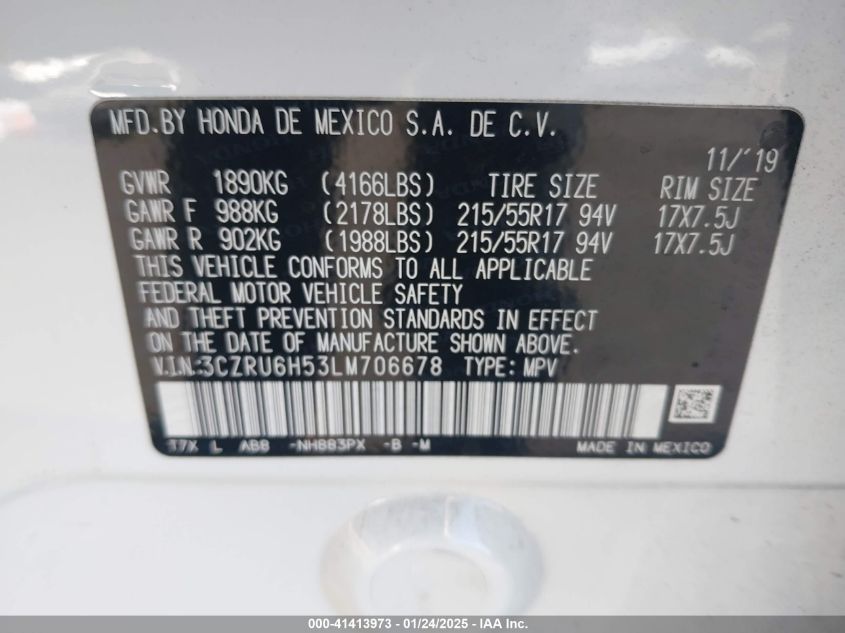 MFD.BY HONDA DE MEXICO S.A. DE C.V.
11/'19
GVWR 1890KG (4166LBS) TIRE SIZE RIM SIZE
GAWR F 988KG (2178LBS) 215/55R17 94V 17X7.5J
GAWR R 902KG (1988LBS) 215/55R17 94V 17X7.5J
THIS VEHICLE CONFORMS TO ALL APPLICABLE
FEDERAL MOTOR VEHICLE SAFETY
AND THEFT PREVENTION STANDARDS IN EFFECT
ON THE DATE OF MANUFACTURE SHOWN ABOVE.
V.I.N.:3CZRU6H53LM706678 TYPE: MPV
T7X L ABB -NH883PX -B -M MADE IN MEXICO
000-41413973 - 01/24/2025 - IAAI Inc.